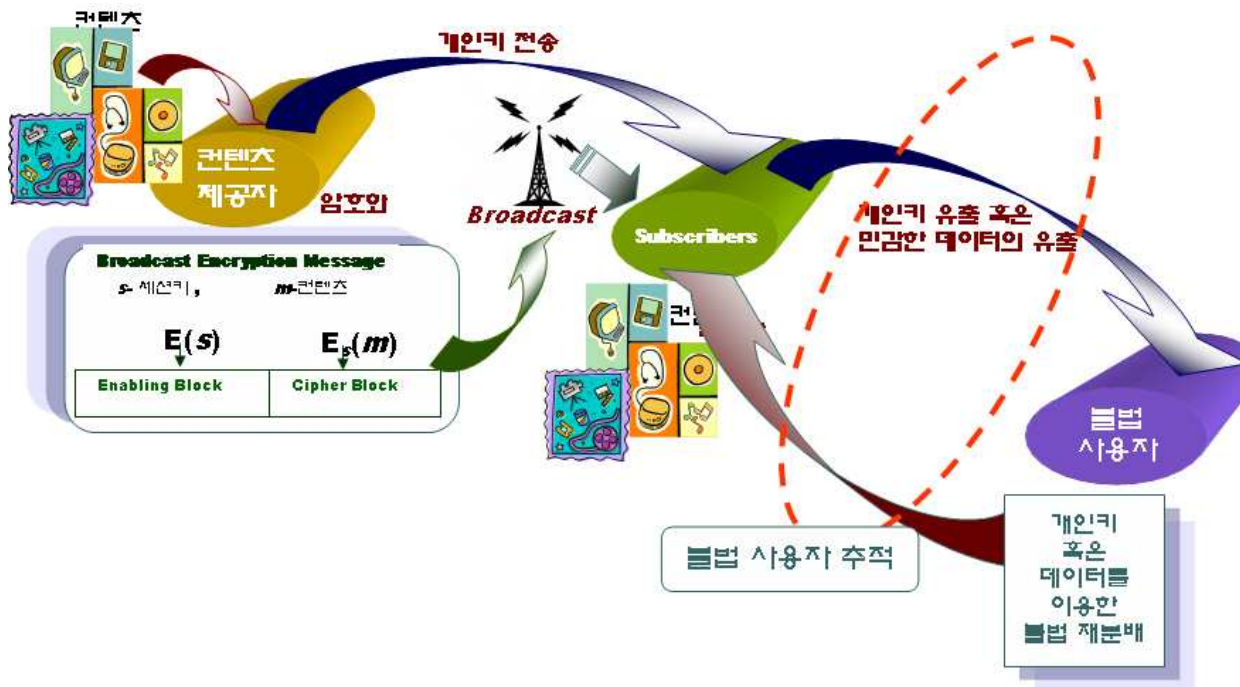 컨텐츠
개인키 전송
컨텐츠
제공자
암호화
Broadcast
Subscribers
개인키 유출 혹은
민감한 데이터의 유출
Broadcast Encryption Message
s- 세션키 , m-컨텐츠
E(s) Es(m)
Enabling Block Cipher Block
불법
사용자
불법 사용자 추적
개인키
혹은
데이터를
이용한
불법 재분배